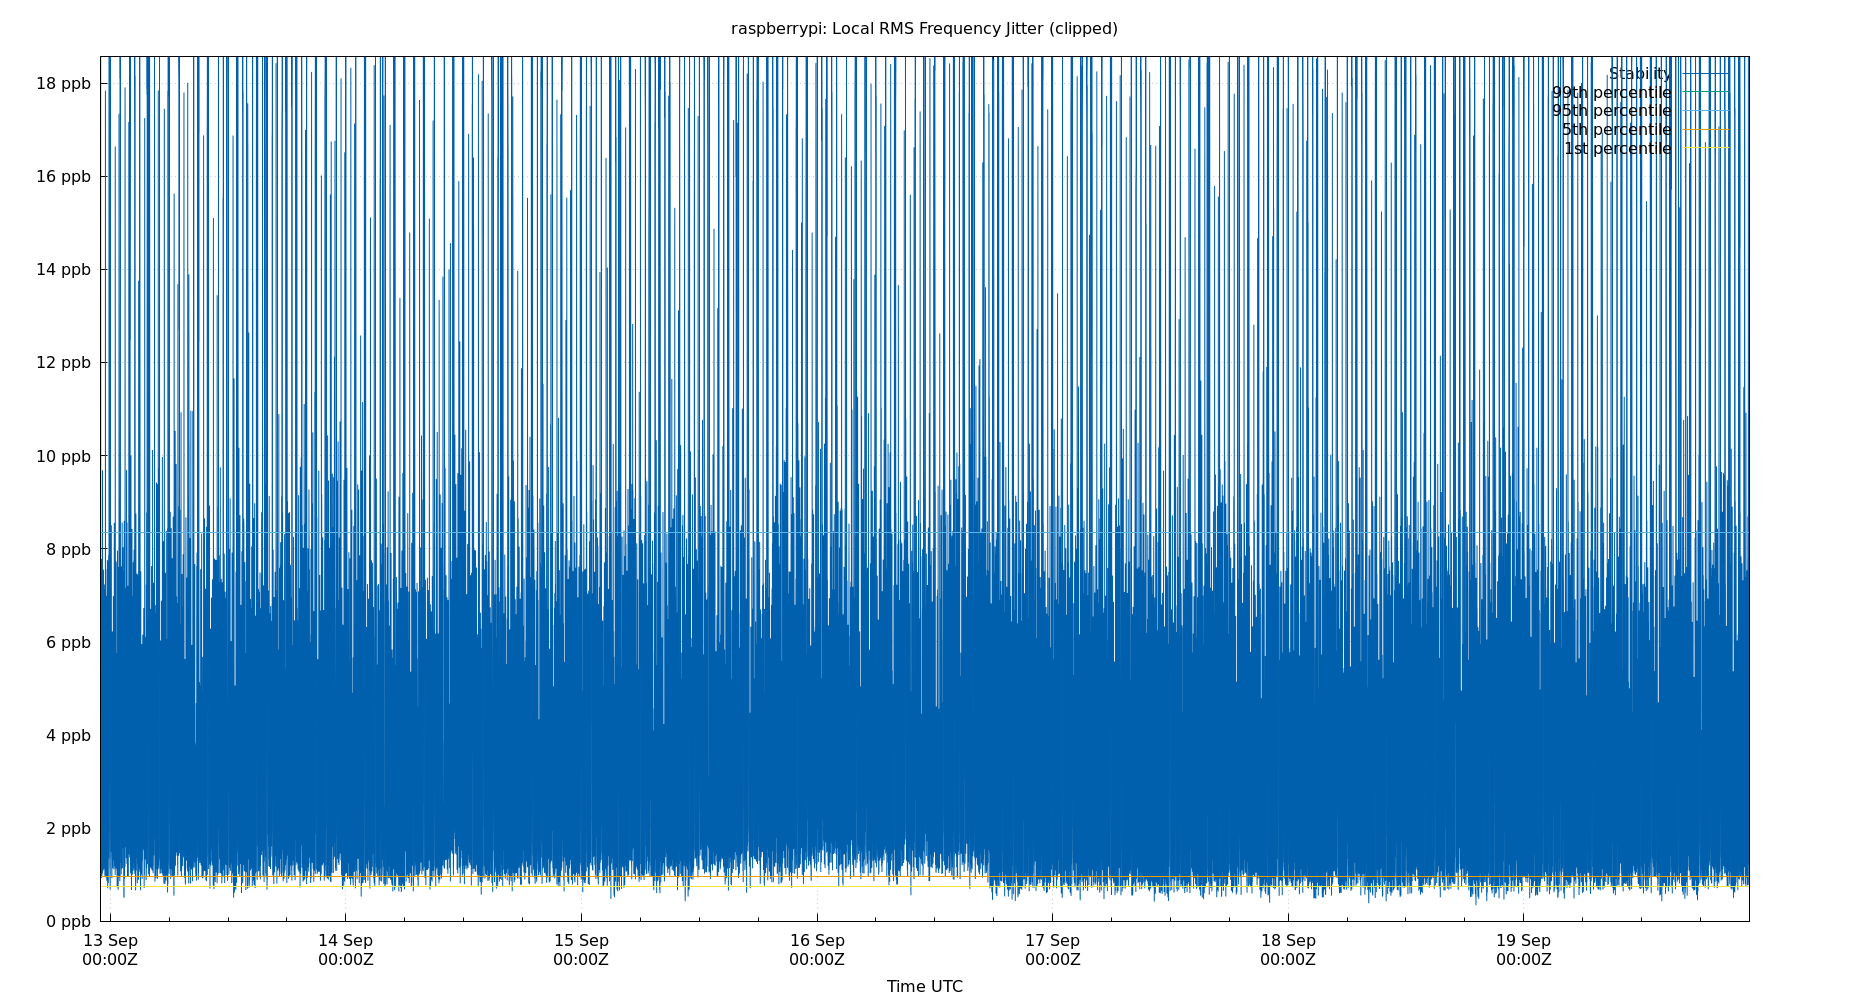 raspberrypi: Local RMS Frequency Jitter (clipped)
18 ppb
16 ppb
14 ppb
12 ppb
10 ppb
8 ppb
6 ppb
4 ppb
2 ppb
0 ppb
Stability
99th percentile
95th percentile
5th percentile
1st percentile
13 Sep
00:00Z
14 Sep
00:00Z
15 Sep
00:00Z
16 Sep
00:00Z
17 Sep
00:00Z
18 Sep
00:00Z
19 Sep
00:00Z
Time UTC